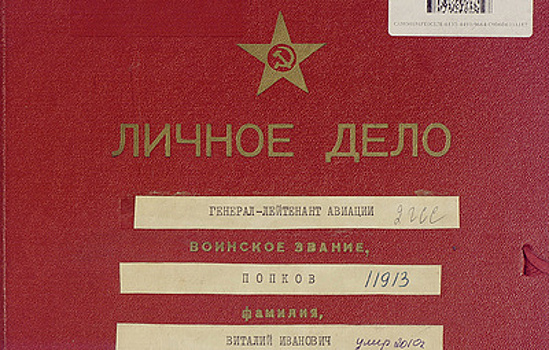 ЛИЧНОЕ ДЕЛО
ГЕНЕРАЛ-ЛЕЙТЕНАНТ АВИАЦИИ 2ГСС
ВОИНСКОЕ ЗВАНИЕ,
ПОПКОВ 11913
фамилия,
ВИТАЛИЙ ИВАНОВИЧ умер 2010г